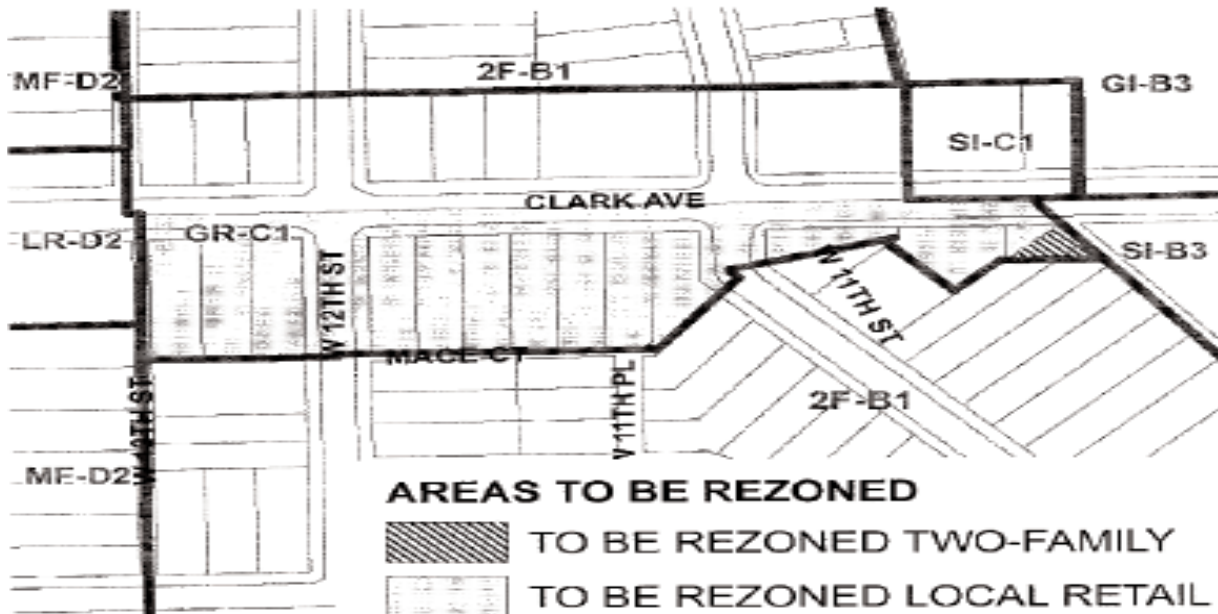 2F-B1
MF-D2
GI-B3
SI-C1
CLARK AVE
LR-D2
GR-C1
SI-B3
W 12TH ST
W 11TH ST
MACE CT
W 11TH PL
2F-B1
MF-D2
AREAS TO BE REZONED
TO BE REZONED TWO-FAMILY
TO BE REZONED LOCAL RETAIL